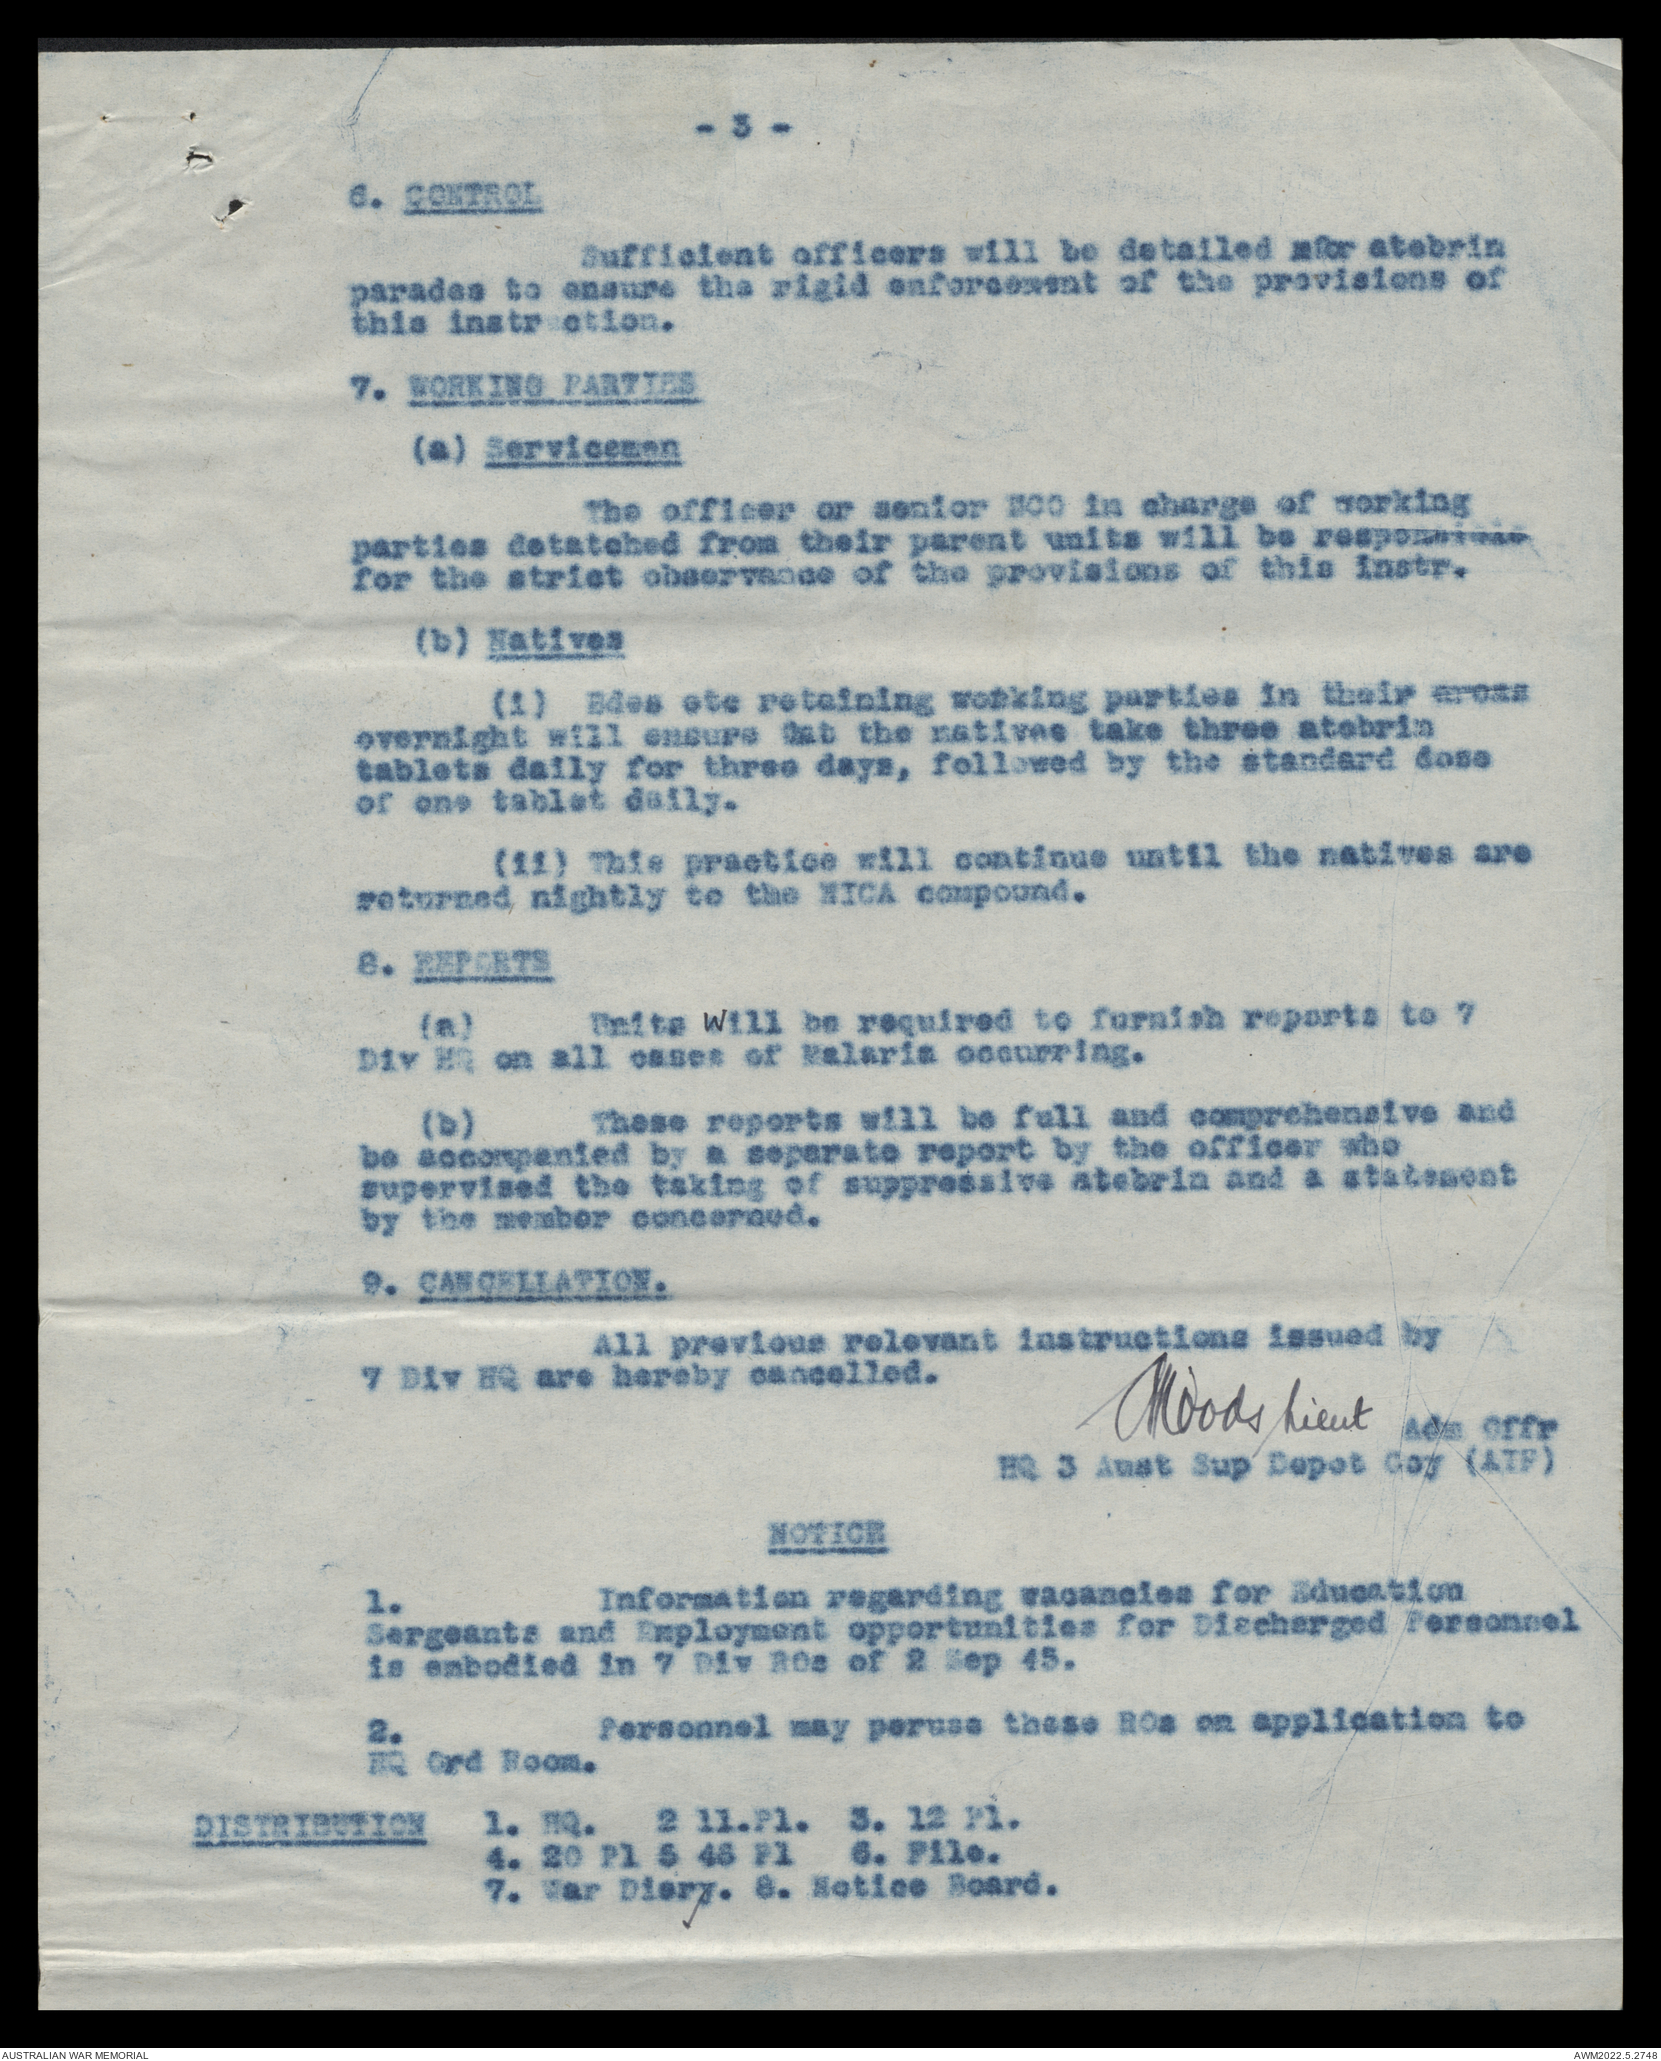 - 3 -
6. CONTROL
Sufficient officers will be detailed for atebrin
parades to ensure the rigid enforcement of the provisions of
this instruction.
7. WORKING PARTIES
(a) Servicemen
The officer or senior NCO in charge of working
parties detatched from their parent units will be responsible
for the strict observance of the provisions of this instr.
(b) Natives
(i) Bdes etc retaining working parties in their areas
overnight will ensure that the natives take three atebrin
tablets daily for three days, followed by the standard dose
of one tablet daily.
(ii) This practice will continue until the natives are
returned nightly to the NICA compound.
8. REPORTS
(a) Units Will be required to furnish reports to 7
Div HQ on all cases of Malaria occurring.
(b) These reports will be full and comprehensive and
be accompanied by a separate report by the officer who
supervised the taking of suppressive atebrin and a statement
by the member concerned.
9. CANCELLATION.
All previous relevant instructions issued by
7 Div HQ are hereby cancelled.
Lieut Adm Offr
HQ 3 Aust Sup Depot Coy (AIF)
NOTICE
1. Information regarding vacancies for Education
Sergeants and Employment opportunities for Discharged Personnel
is embodied in 7 Div ROs of 2 Sep 45.
2. Personnel may peruse these ROs on application to
HQ Ord Room.
DISTRIBUTION 1. HQ. 2 11.Pl. 3. 12 Pl.
4. 20 Pl 5 46 Pl 6. File.
7. War Diary. 8. Notice Board.
AUSTRALIAN WAR MEMORIAL
AWM2022.5.2748